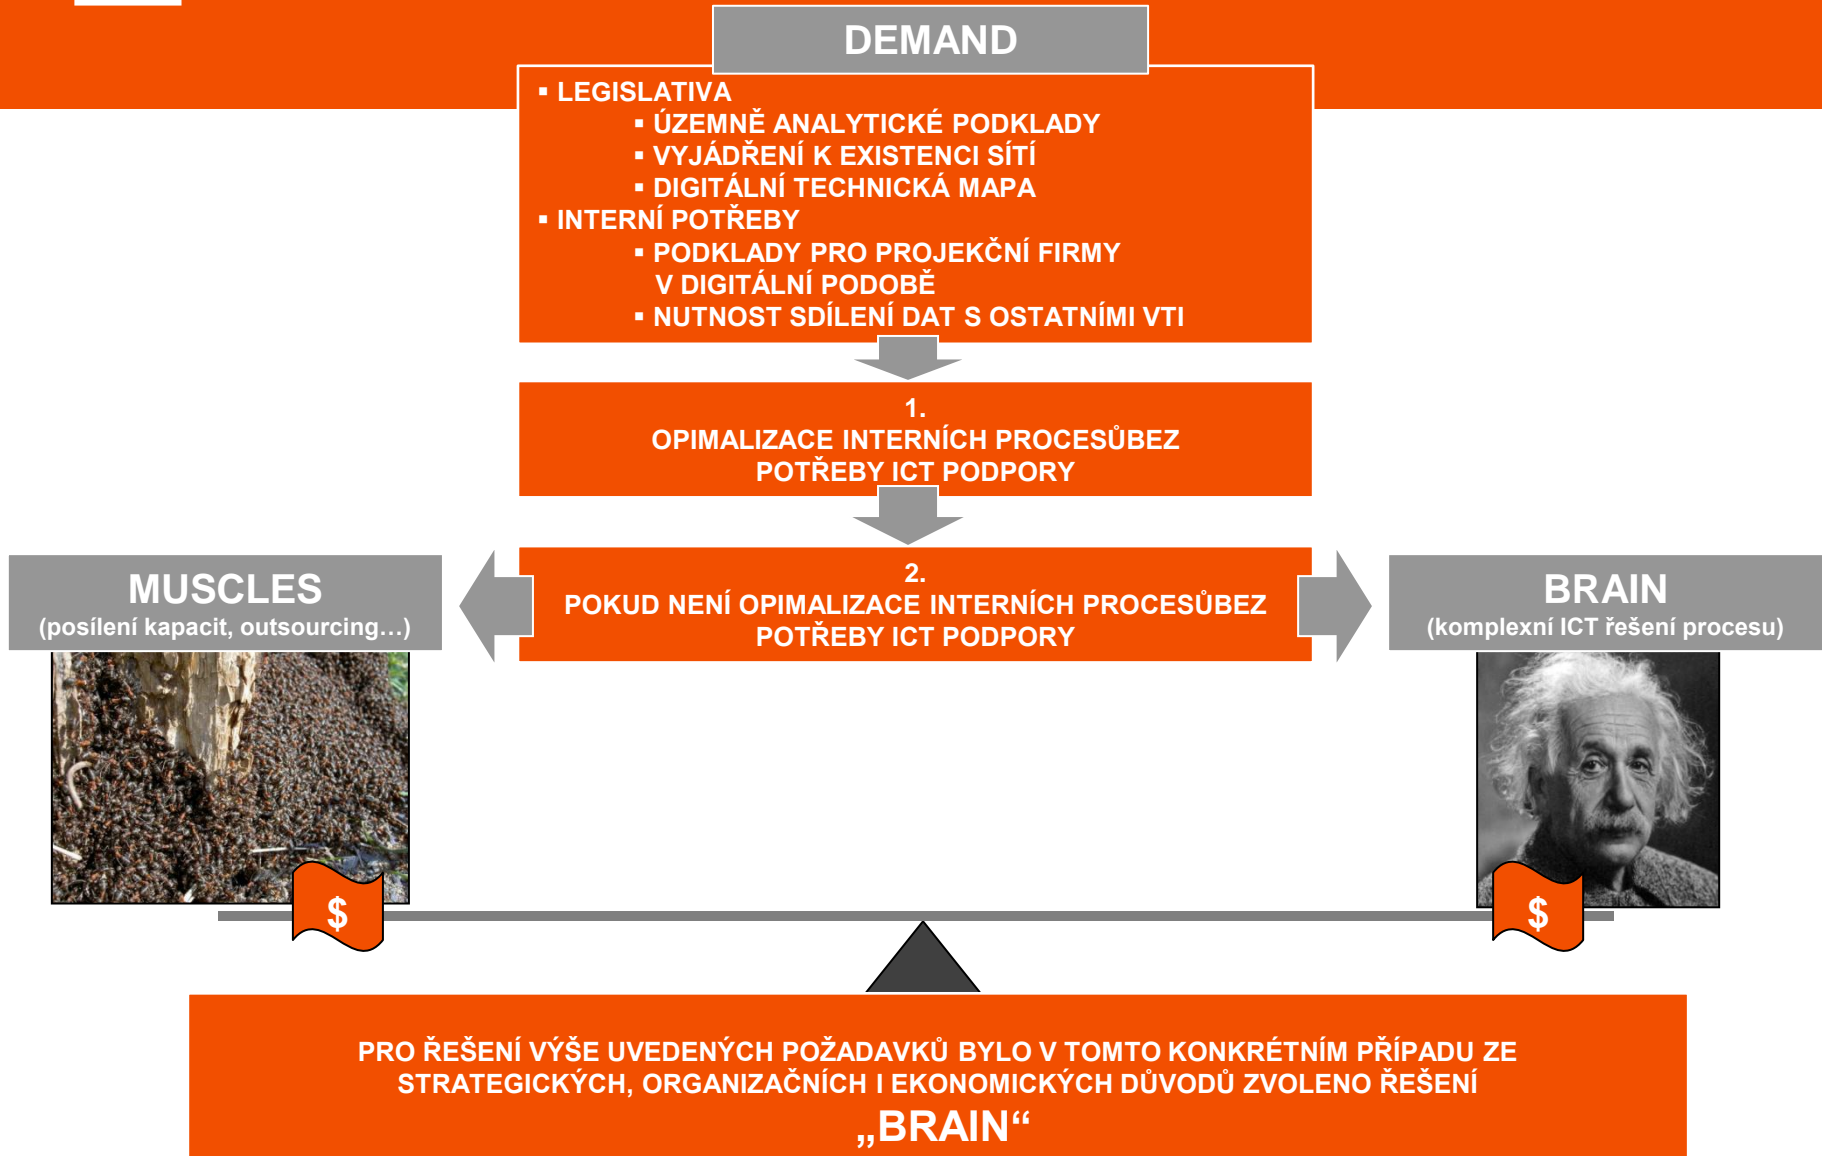 DEMAND
▪ LEGISLATIVA
▪ ÚZEMNĚ ANALYTICKÉ PODKLADY
▪ VYJÁDŘENÍ K EXISTENCI SÍTÍ
▪ DIGITÁLNÍ TECHNICKÁ MAPA
▪ INTERNÍ POTŘEBY
▪ PODKLADY PRO PROJEKČNÍ FIRMY
V DIGITÁLNÍ PODOBĚ
▪ NUTNOST SDÍLENÍ DAT S OSTATNÍMI VTI
1.
OPIMALIZACE INTERNÍCH PROCESŮBEZ
POTŘEBY ICT PODPORY
MUSCLES
(posílení kapacit, outsourcing…)
2.
POKUD NENÍ OPIMALIZACE INTERNÍCH PROCESŮBEZ
POTŘEBY ICT PODPORY
BRAIN
(komplexní ICT řešení procesu)
$
$
PRO ŘEŠENÍ VÝŠE UVEDENÝCH POŽADAVKŮ BYLO V TOMTO KONKRÉTNÍM PŘÍPADU ZE
STRATEGICKÝCH, ORGANIZAČNÍCH I EKONOMICKÝCH DŮVODŮ ZVOLENO ŘEŠENÍ
„BRAIN“